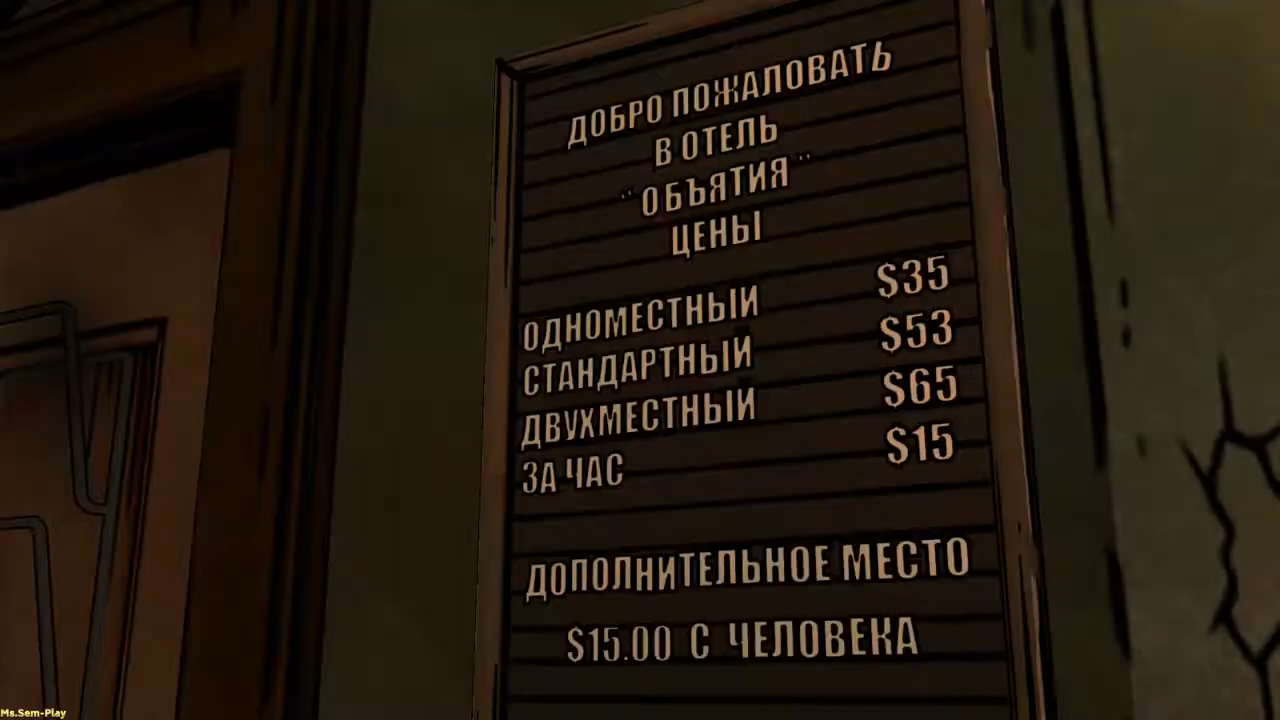 ДОБРО ПОЖАЛОВАТЬ
В ОТЕЛЬ
"ОБЪЯТИЯ"
ЦЕНЫ
ОДНОМЕСТНЫЙ $35
СТАНДАРТНЫЙ $53
ДВУХМЕСТНЫЙ $65
ЗА ЧАС $15
ДОПОЛНИТЕЛЬНОЕ МЕСТО
$15.00 С ЧЕЛОВЕКА
Ms.Sem-Play